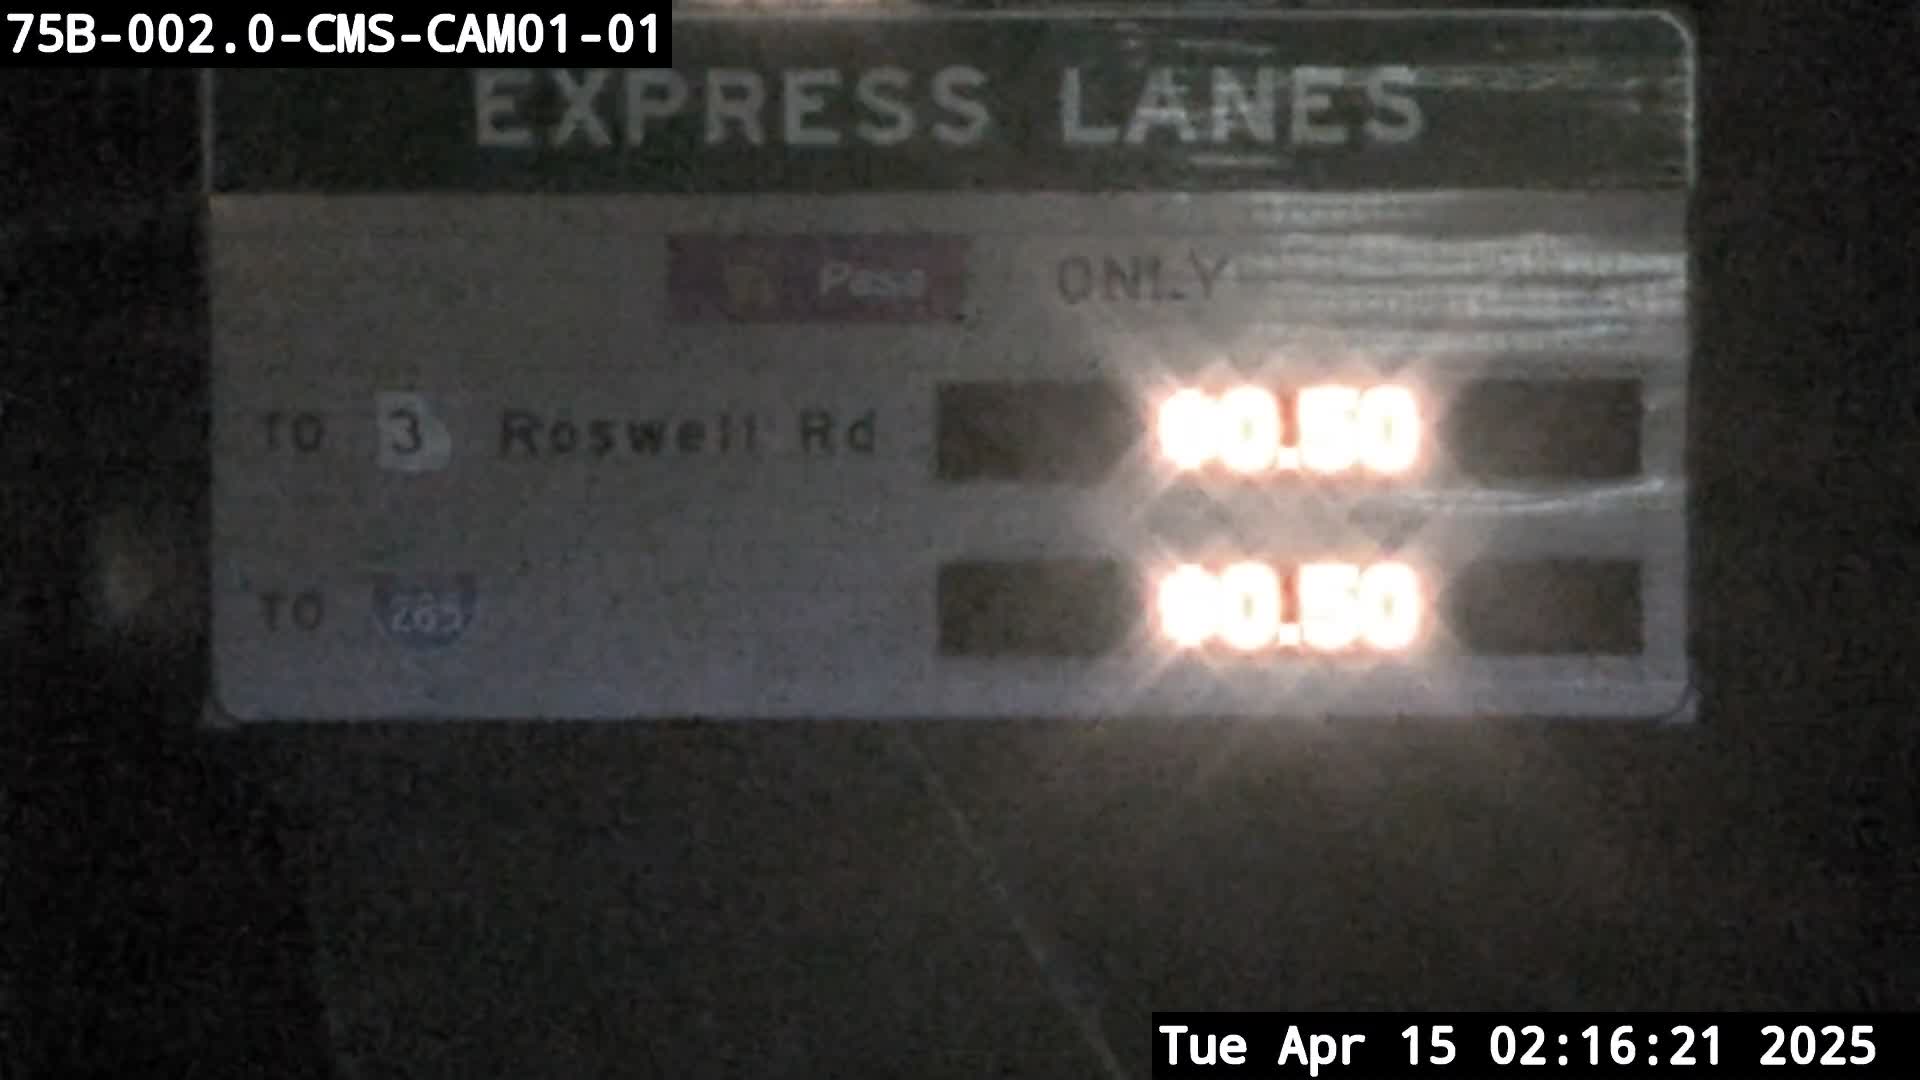 75B-002.0-CMS-CAM01-01
EXPRESS LANES
Pass ONLY
TO 3 Roswell Rd $0.50
TO 285 $0.50
Tue Apr 15 02:16:21 2025